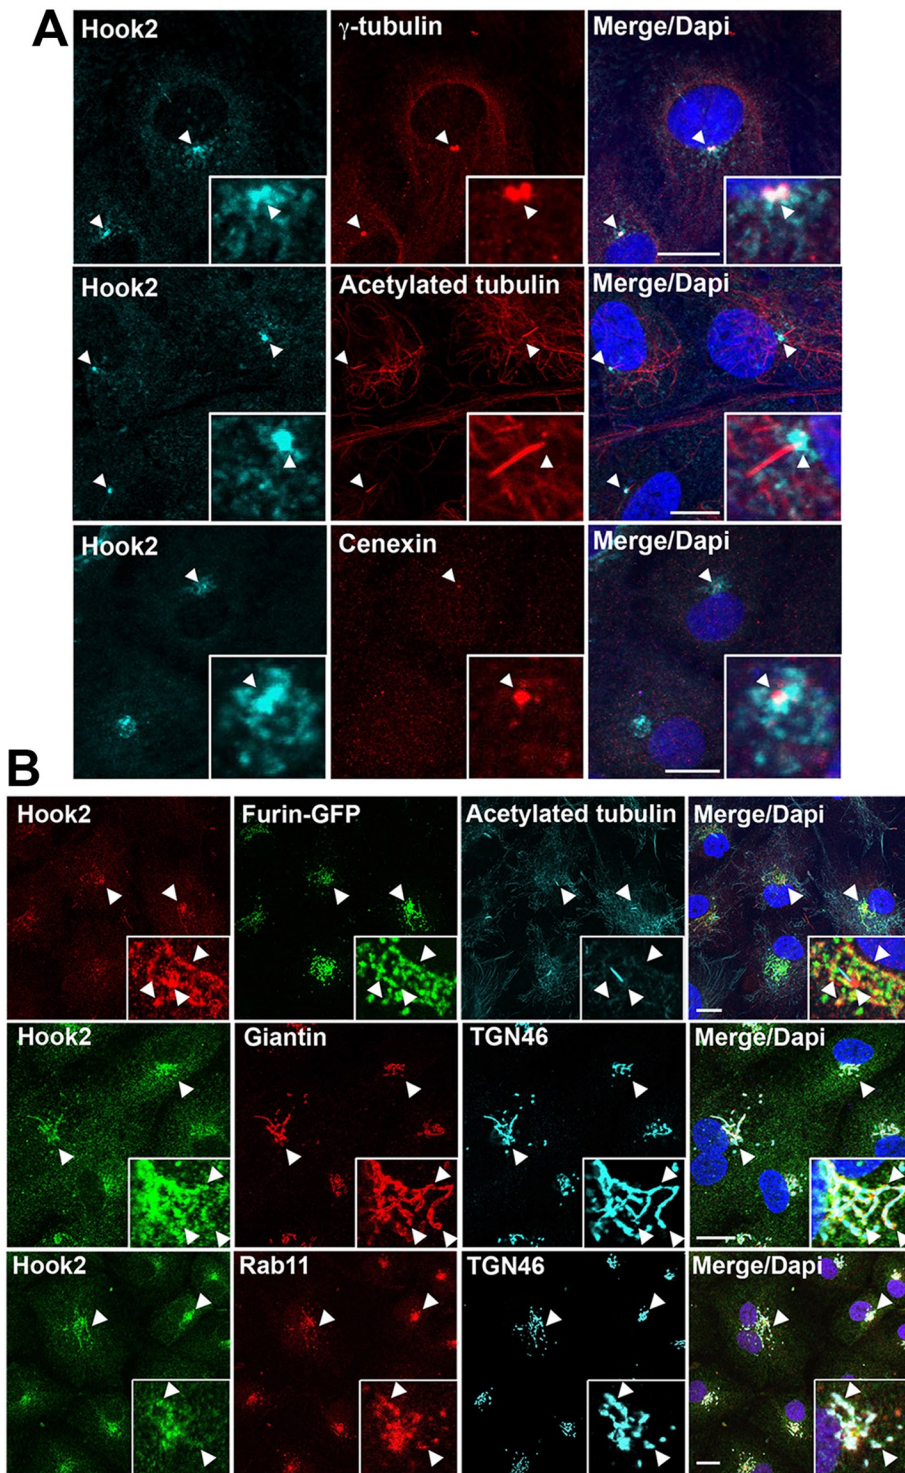 A
Hook2 γ-tubulin Merge/Dapi
Hook2 Acetylated tubulin Merge/Dapi
Hook2 Cenexin Merge/Dapi
B
Hook2 Furin-GFP Acetylated tubulin Merge/Dapi
Hook2 Giantin TGN46 Merge/Dapi
Hook2 Rab11 TGN46 Merge/Dapi